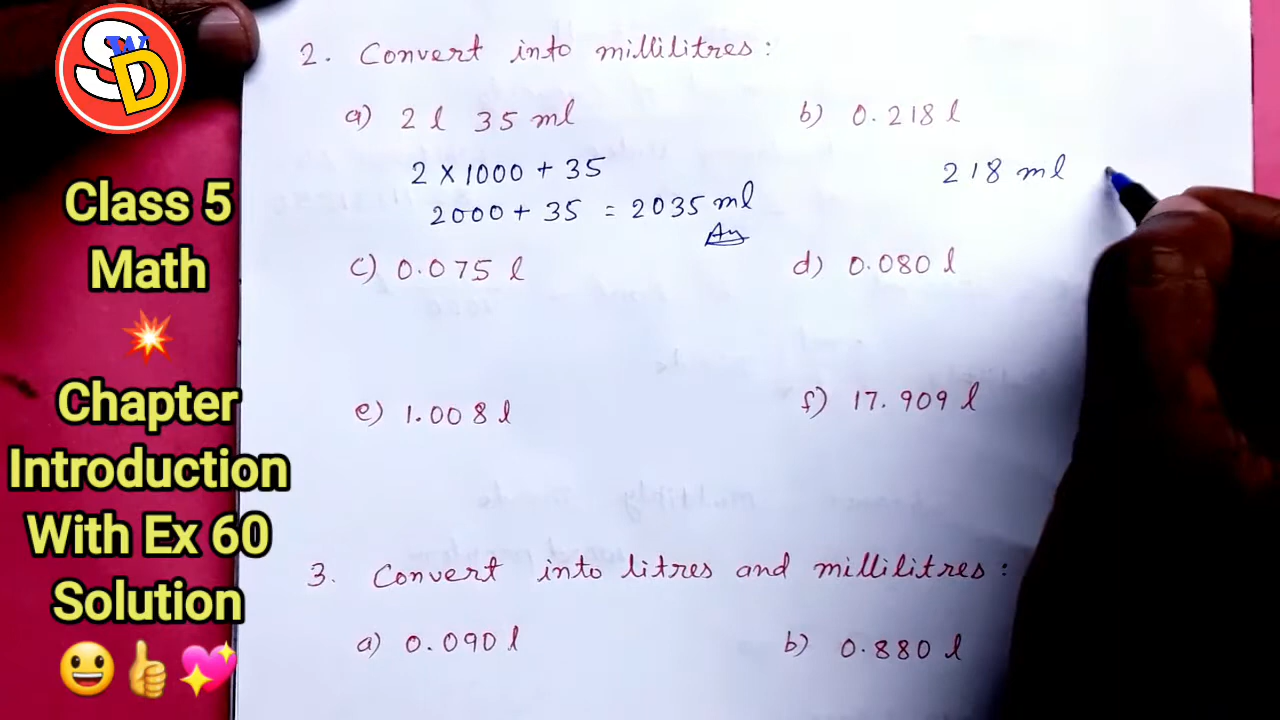 SWD
Class 5
Math
💥
Chapter
Introduction
With Ex 60
Solution
😀👍💖
2. Convert into millilitres:
a) 2 l 35 ml
2 × 1000 + 35
2000 + 35 = 2035 ml
Ans
b) 0.218 l
218 ml
c) 0.075 l
d) 0.080 l
e) 1.008 l
f) 17.909 l
3. Convert into litres and millilitres:
a) 0.090 l
b) 0.880 l